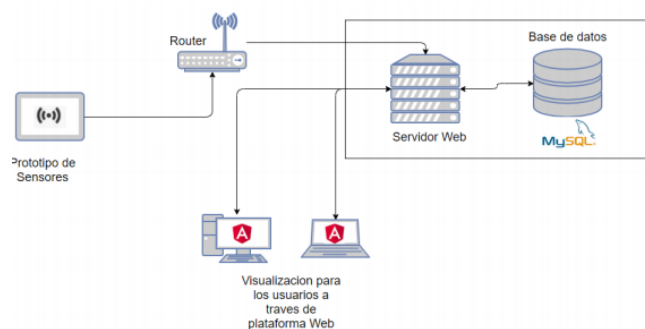 Router
Base de datos
Prototipo de
Sensores
Servidor Web
MySQL
A
A
Visualizacion para
los usuarios a
traves de
plataforma Web